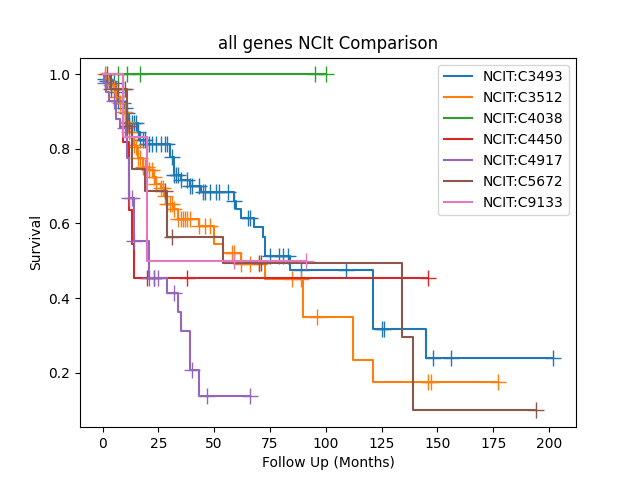 all genes NCIt Comparison
1.0
0.8
0.6
0.4
0.2
Survival
NCIT:C3493
NCIT:C3512
NCIT:C4038
NCIT:C4450
NCIT:C4917
NCIT:C5672
NCIT:C9133
0 25 50 75 100 125 150 175 200
Follow Up (Months)